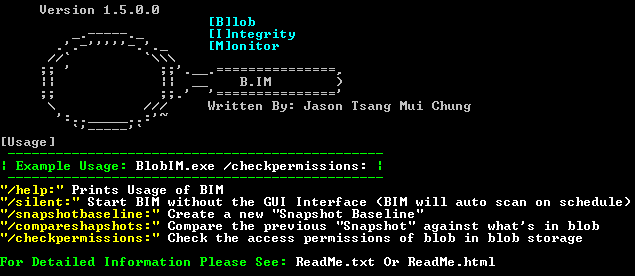 Version 1.5.0.0
[B]lob
[I]ntegrity
[M]onitor
B.IM
Written By: Jason Tsang Mui Chung
[Usage]
Example Usage: BlobIM.exe /checkpermissions:
"/help:" Prints Usage of BIM
"/silent:" Start BIM without the GUI Interface (BIM will auto scan on schedule)
"/snapshotbaseline:" Create a new "Snapshot Baseline"
"/compareshapshots:" Compare the previous "Snapshot" against what's in blob
"/checkpermissions:" Check the access permissions of blob in blob storage
For Detailed Information Please See: ReadMe.txt Or ReadMe.html